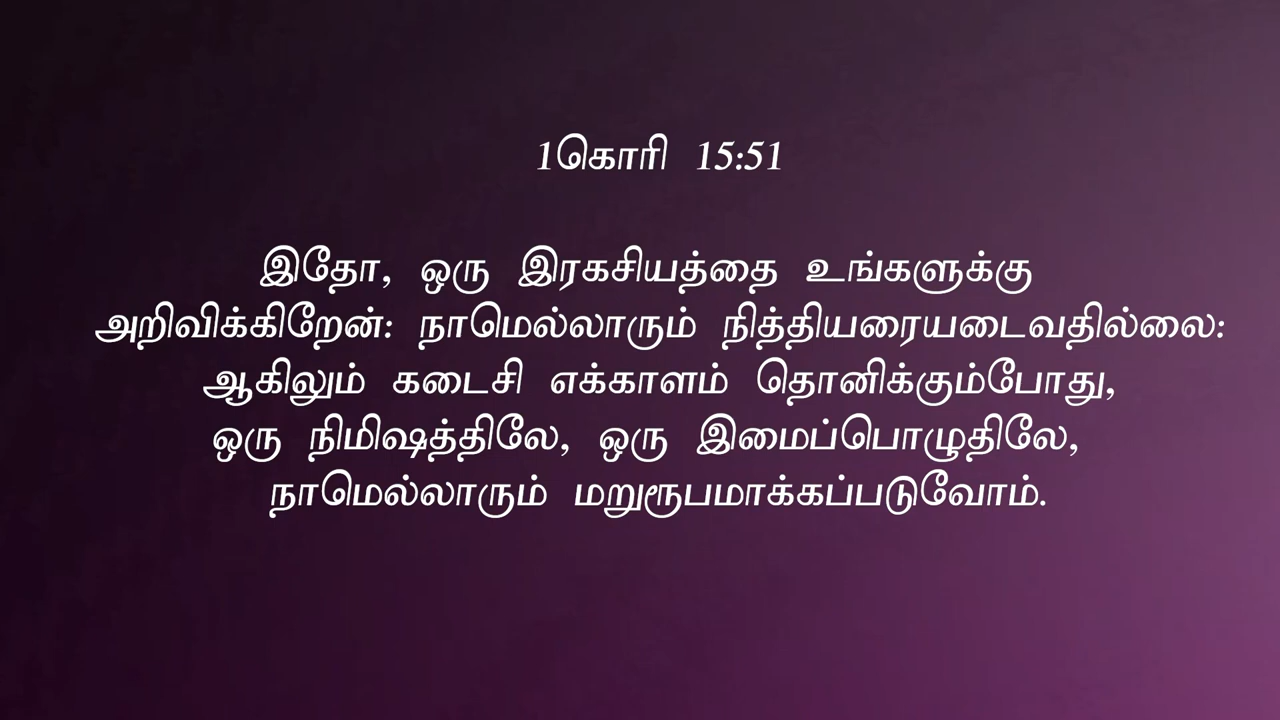 1கொரி 15:51
இதோ, ஒரு இரகசியத்தை உங்களுக்கு
அறிவிக்கிறேன்: நாமெல்லாரும் நித்தியரையடைவதில்லை:
ஆகிலும் கடைசி எக்காளம் தொனிக்கும்போது,
ஒரு நிமிஷத்திலே, ஒரு இமைப்பொழுதிலே,
நாமெல்லாரும் மறுரூபமாக்கப்படுவோம்.